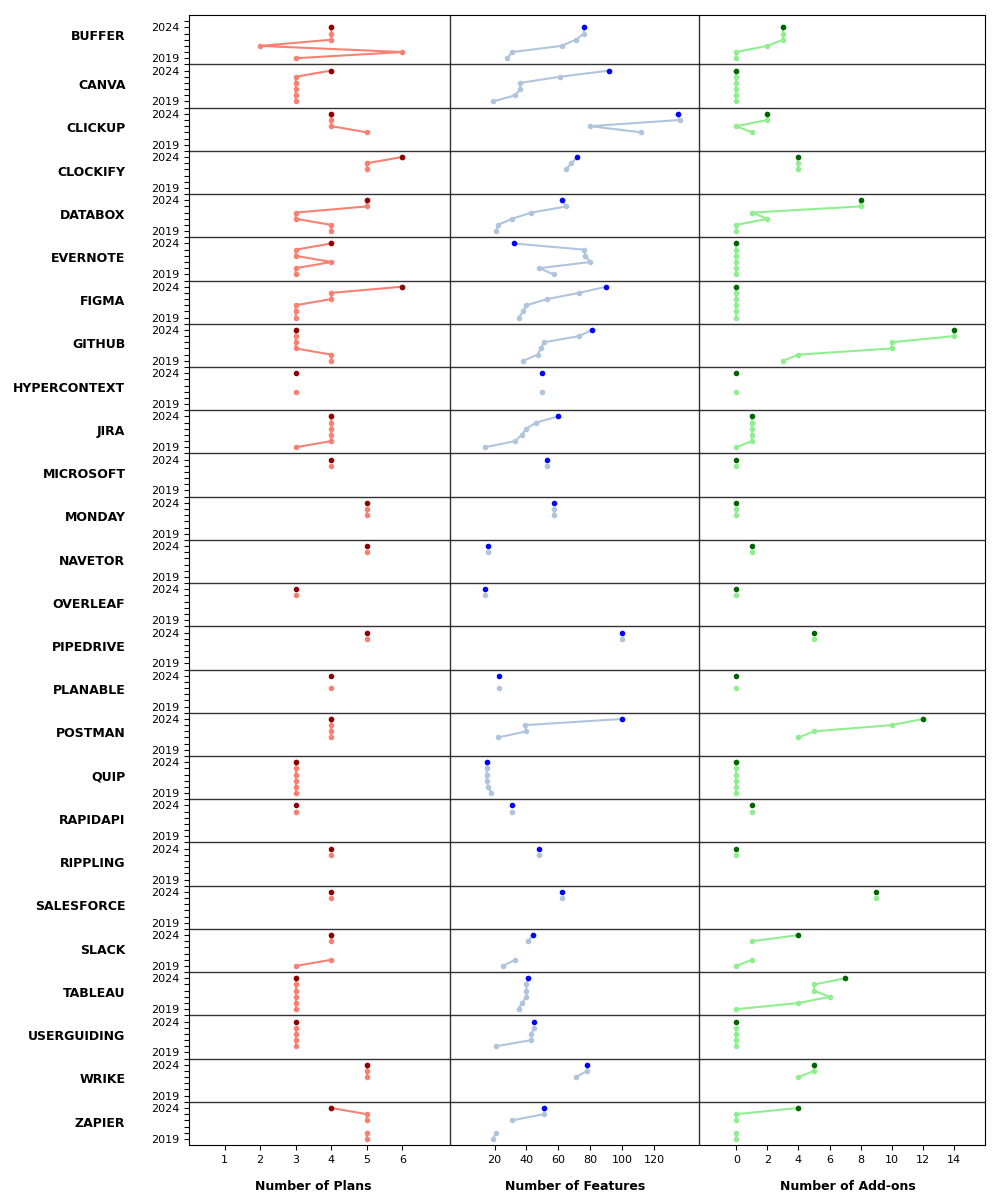 2024
BUFFER
2019
2024
CANVA
2019
2024
CLICKUP
2019
2024
CLOCKIFY
2019
2024
DATABOX
2019
2024
EVERNOTE
2019
2024
FIGMA
2019
2024
GITHUB
2019
2024
HYPERCONTEXT
2019
2024
JIRA
2019
2024
MICROSOFT
2019
2024
MONDAY
2019
2024
NAVETOR
2019
2024
OVERLEAF
2019
2024
PIPEDRIVE
2019
2024
PLANABLE
2019
2024
POSTMAN
2019
2024
QUIP
2019
2024
RAPIDAPI
2019
2024
RIPPLING
2019
2024
SALESFORCE
2019
2024
SLACK
2019
2024
TABLEAU
2019
2024
USERGUIDING
2019
2024
WRIKE
2019
2024
ZAPIER
2019
1 2 3 4 5 6 20 40 60 80 100 120 0 2 4 6 8 10 12 14
Number of Plans Number of Features Number of Add-ons